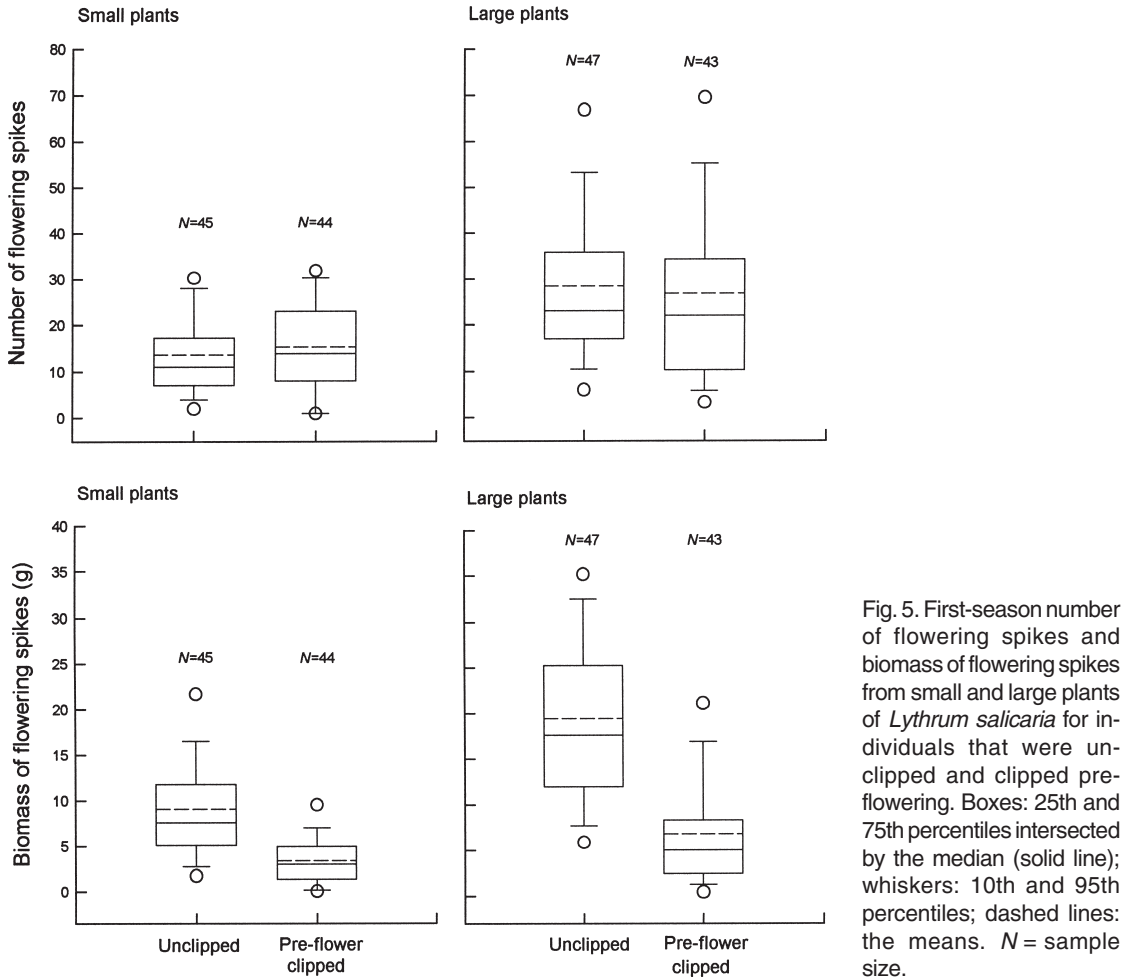 Small plants
Large plants
Number of flowering spikes
80
70
60
50
40
30
20
10
0
N=45
N=44
N=47
N=43
Small plants
Large plants
Biomass of flowering spikes (g)
40
35
30
25
20
15
10
5
0
N=45
N=44
N=47
N=43
Unclipped
Pre-flower
clipped
Unclipped
Pre-flower
clipped
Fig. 5. First-season number
of flowering spikes and
biomass of flowering spikes
from small and large plants
of Lythrum salicaria for in-
dividuals that were un-
clipped and clipped pre-
flowering. Boxes: 25th and
75th percentiles intersected
by the median (solid line);
whiskers: 10th and 95th
percentiles; dashed lines:
the means. N = sample
size.